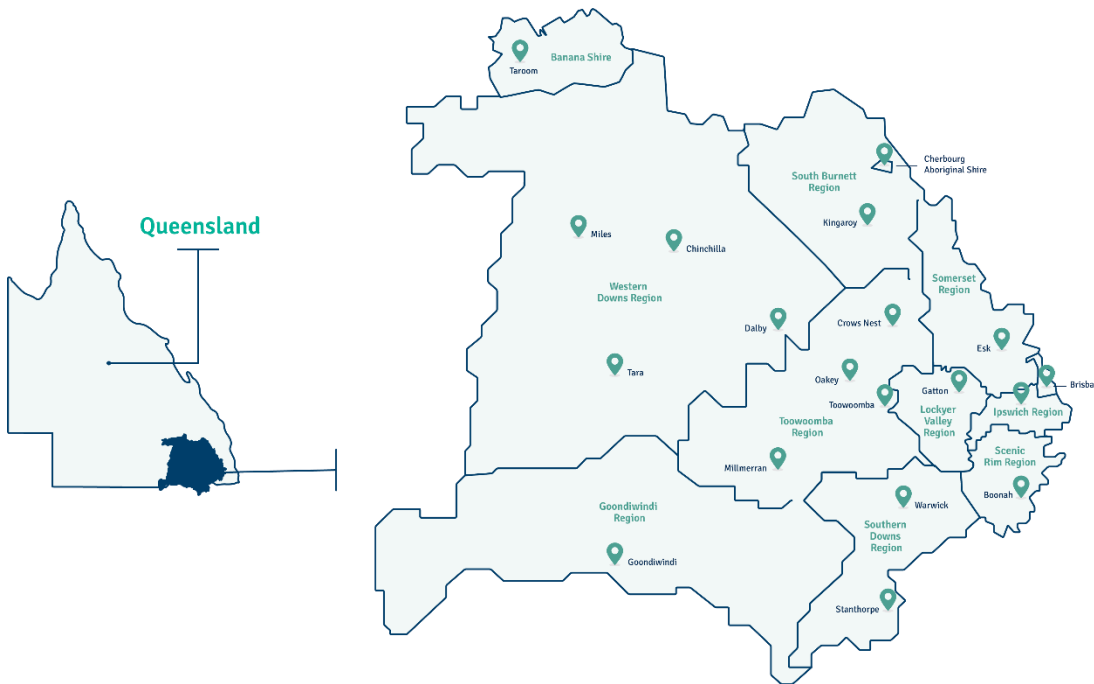 Banana Shire
Taroom
Cherbourg
Aboriginal Shire
South Burnett
Region
Kingaroy
Queensland
Miles
Chinchilla
Western
Downs Region
Somerset
Region
Dalby
Crows Nest
Esk
Tara
Oakey
Gatton
Brisba
Toowoomba
Ipswich Region
Lockyer
Valley
Region
Toowoomba
Region
Scenic
Rim Region
Millmerran
Boonah
Warwick
Goondiwindi
Region
Southern
Downs
Region
Goondiwindi
Stanthorpe